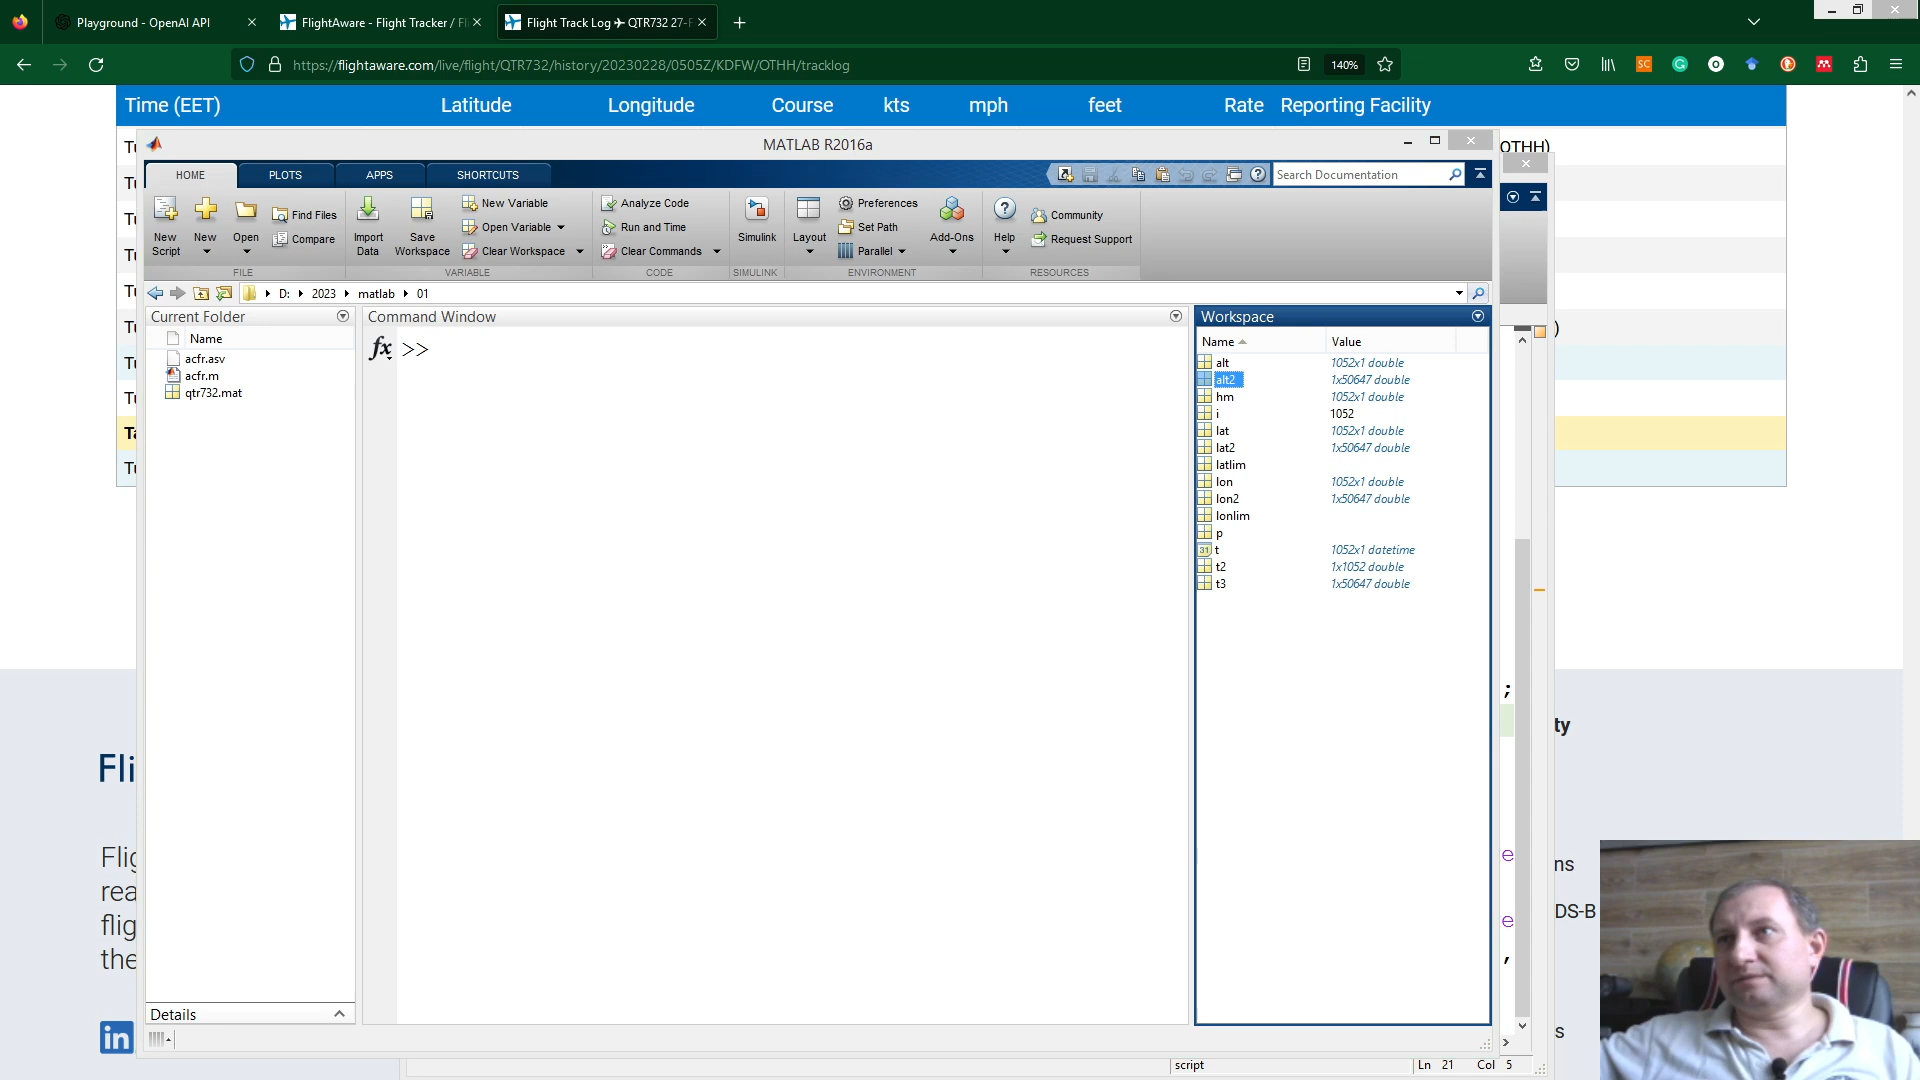 Playground - OpenAI API
FlightAware - Flight Tracker / Fl
Flight Track Log ✈ QTR732 27-F
https://flightaware.com/live/flight/QTR732/history/20230228/0505Z/KDFW/OTHH/tracklog
140%
Time (EET) Latitude Longitude Course kts mph feet Rate Reporting Facility
MATLAB R2016a
OTHH)
HOME PLOTS APPS SHORTCUTS
Search Documentation
New Script
New
Open
Find Files
Compare
FILE
Import Data
Save Workspace
New Variable
Open Variable
Clear Workspace
VARIABLE
Analyze Code
Run and Time
Clear Commands
CODE
Simulink
SIMULINK
Layout
Preferences
Set Path
Parallel
ENVIRONMENT
Add-Ons
Help
Community
Request Support
RESOURCES
D: 2023 matlab 01
Current Folder
Name
acfr.asv
acfr.m
qtr732.mat
Details
Command Window
fx >>
Workspace
Name Value
alt 1052x1 double
alt2 1x50647 double
hm 1052x1 double
i 1052
lat 1052x1 double
lat2 1x50647 double
latlim
lon 1052x1 double
lon2 1x50647 double
lonlim
p
t 1052x1 datetime
t2 1x1052 double
t3 1x50647 double
Fli
Flig
rea
flig
the
in
;
ty
e
ns
DS-B
e
,
s
script Ln 21 Col 5